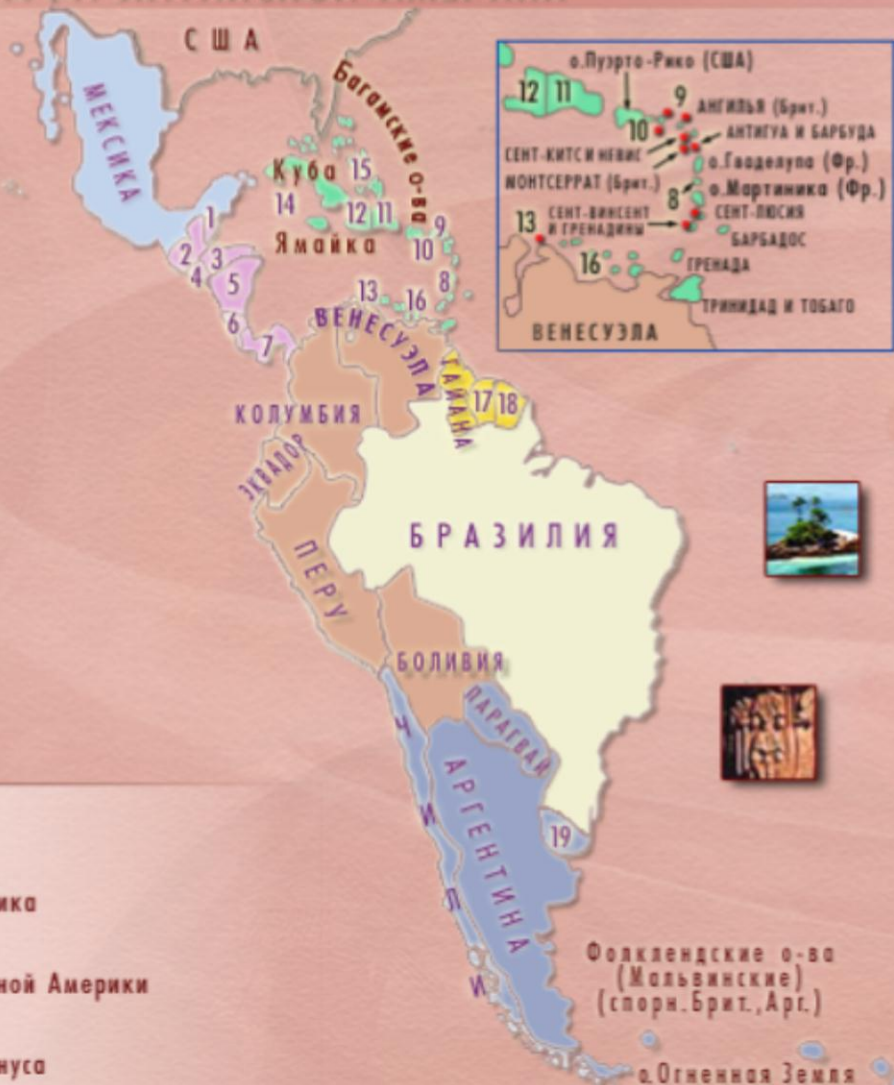 США
МЕКСИКА
Багамские о-ва
Куба
15
14
12
11
Ямайка
9
10
8
13
16
1
2
3
4
5
6
7
ВЕНЕСУЭЛА
ГАЙАНА
17
18
КОЛУМБИЯ
ЭКВАДОР
ПЕРУ
БРАЗИЛИЯ
БОЛИВИЯ
ПАРАГВАЙ
ЧИЛИ
АРГЕНТИНА
19
Фолклендские о-ва
(Мальвинские)
(спорн.Брит.,Арг.)
о.Огненная Земля
о.Пуэрто-Рико (США)
12
11
9
АНГИЛЬЯ (Брит.)
10
АНТИГУА И БАРБУДА
СЕНТ-КИТС И НЕВИС
о.Гваделупа (Фр.)
МОНТСЕРРАТ (Брит.)
8
о.Мартиника (Фр.)
13
СЕНТ-ВИНСЕНТ
И ГРЕНАДИНЫ
СЕНТ-ЛЮСИЯ
БАРБАДОС
16
ГРЕНАДА
ТРИНИДАД И ТОБАГО
ВЕНЕСУЭЛА
ика
ной Америки
нуса